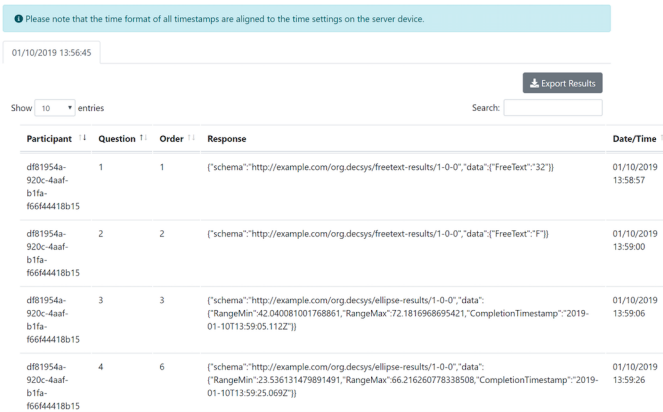 Please note that the time format of all timestamps are aligned to the time settings on the server device.
01/10/2019 13:56:45
Export Results
Show 10 entries Search:
Participant Question Order Response Date/Time
df81954a-920c-4aaf-b1fa-f66f44418b15 1 1 {"schema":"http://example.com/org.decsys/freetext-results/1-0-0","data":{"FreeText":"32"}} 01/10/2019 13:58:57
df81954a-920c-4aaf-b1fa-f66f44418b15 2 2 {"schema":"http://example.com/org.decsys/freetext-results/1-0-0","data":{"FreeText":"F"}} 01/10/2019 13:59:00
df81954a-920c-4aaf-b1fa-f66f44418b15 3 3 {"schema":"http://example.com/org.decsys/ellipse-results/1-0-0","data":{"RangeMin":42.040081001768861,"RangeMax":72.1816968695421,"CompletionTimestamp":"2019-01-10T13:59:05.112Z"}} 01/10/2019 13:59:06
df81954a-920c-4aaf-b1fa-f66f44418b15 4 6 {"schema":"http://example.com/org.decsys/ellipse-results/1-0-0","data":{"RangeMin":23.536131479891491,"RangeMax":66.216260778338508,"CompletionTimestamp":"2019-01-10T13:59:25.069Z"}} 01/10/2019 13:59:26